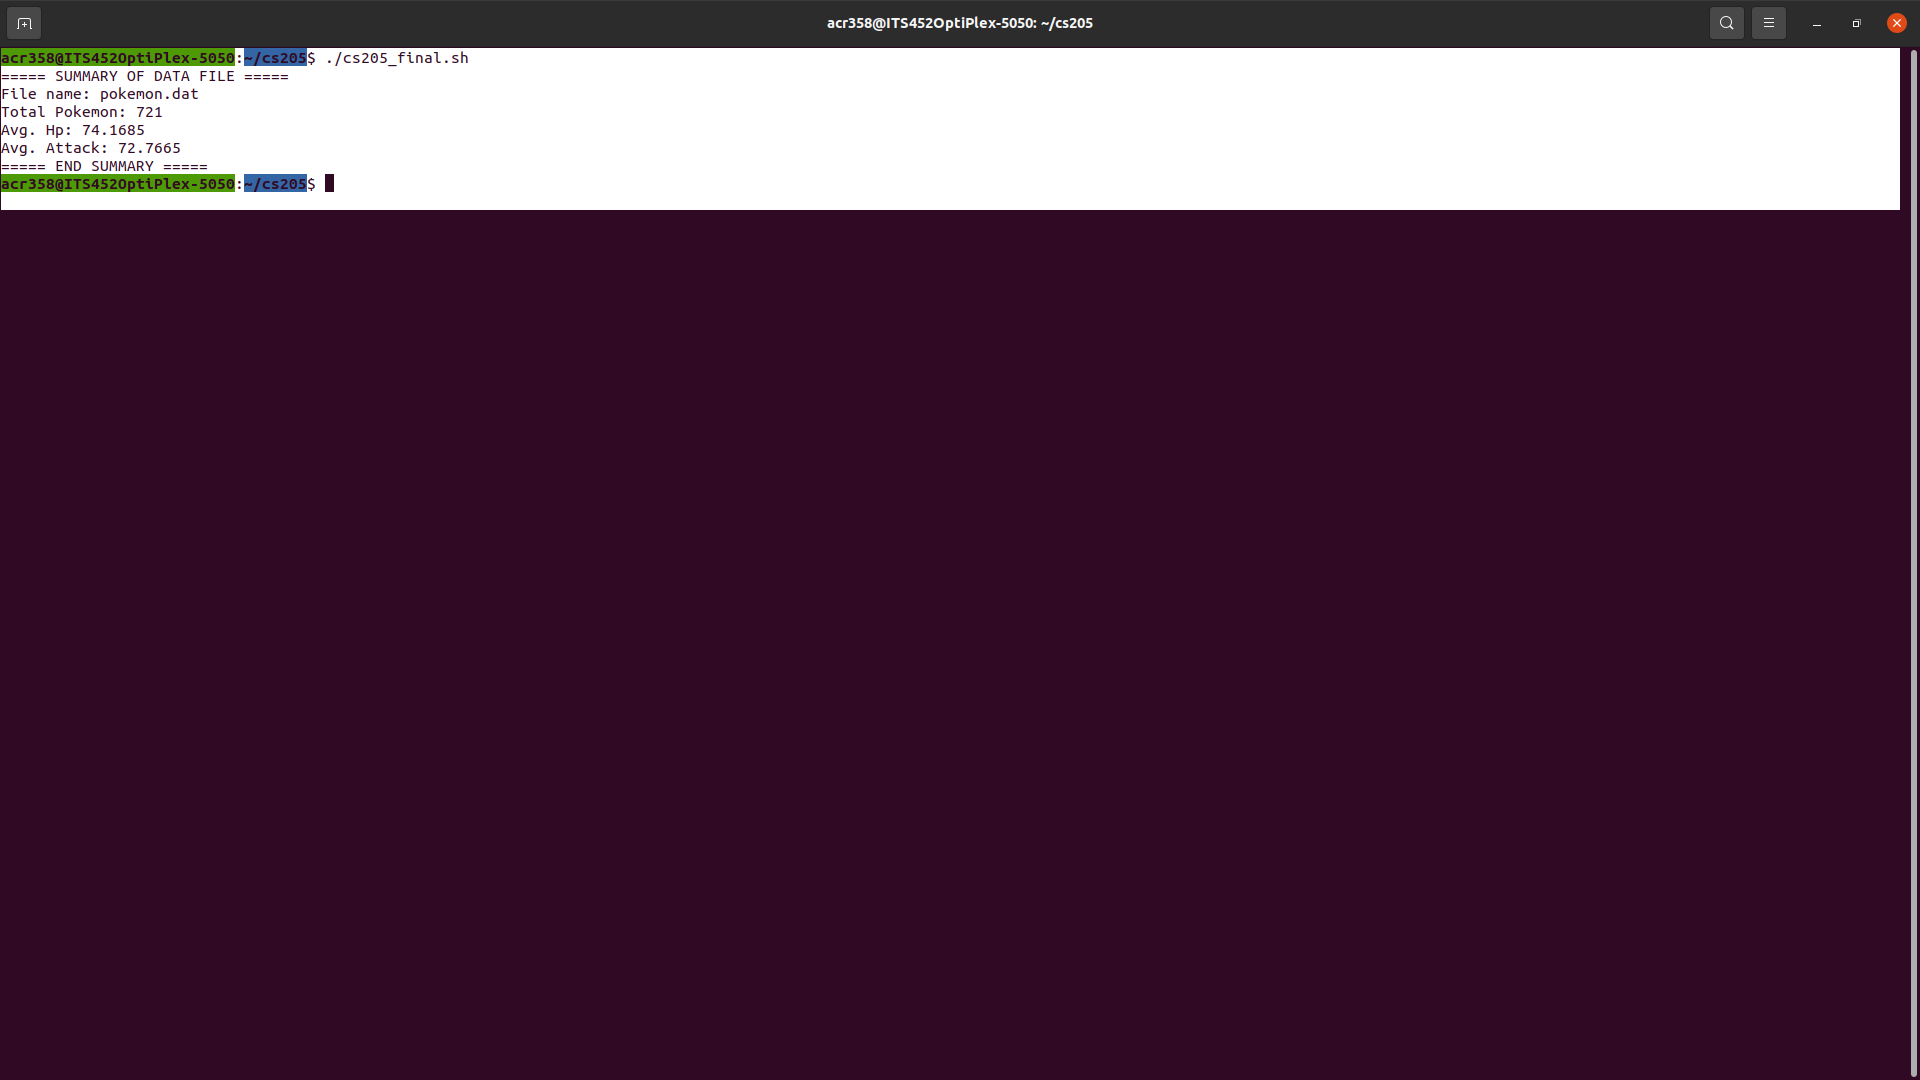 acr358@ITS452OptiPlex-5050: ~/cs205
acr358@ITS452OptiPlex-5050:~/cs205$ ./cs205_final.sh
===== SUMMARY OF DATA FILE =====
File name: pokemon.dat
Total Pokemon: 721
Avg. Hp: 74.1685
Avg. Attack: 72.7665
===== END SUMMARY =====
acr358@ITS452OptiPlex-5050:~/cs205$